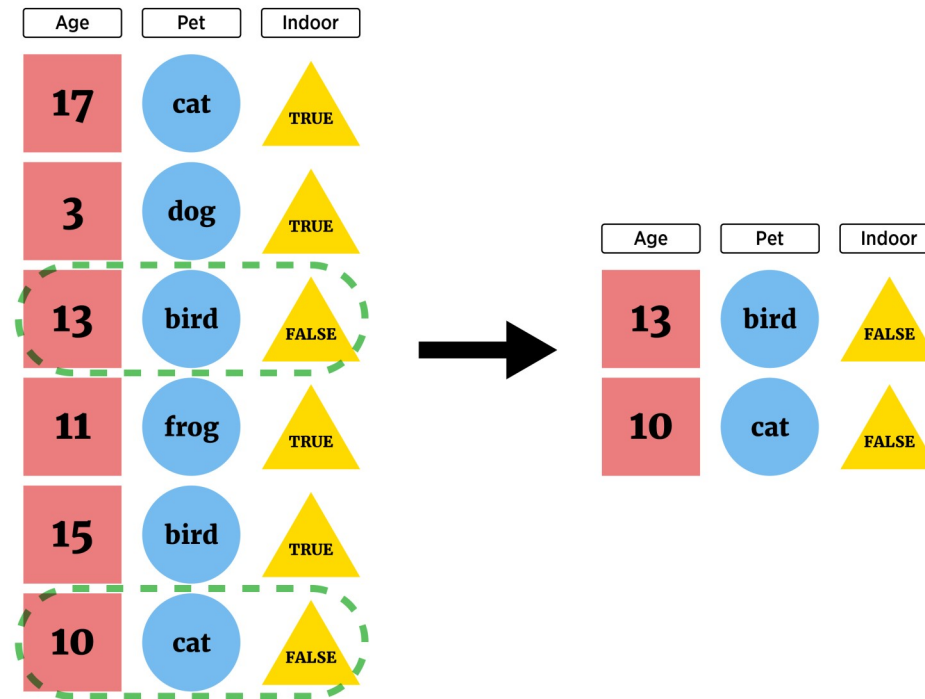 Age Pet Indoor
17 cat TRUE
3 dog TRUE
13 bird FALSE
11 frog TRUE
15 bird TRUE
10 cat FALSE
Age Pet Indoor
13 bird FALSE
10 cat FALSE